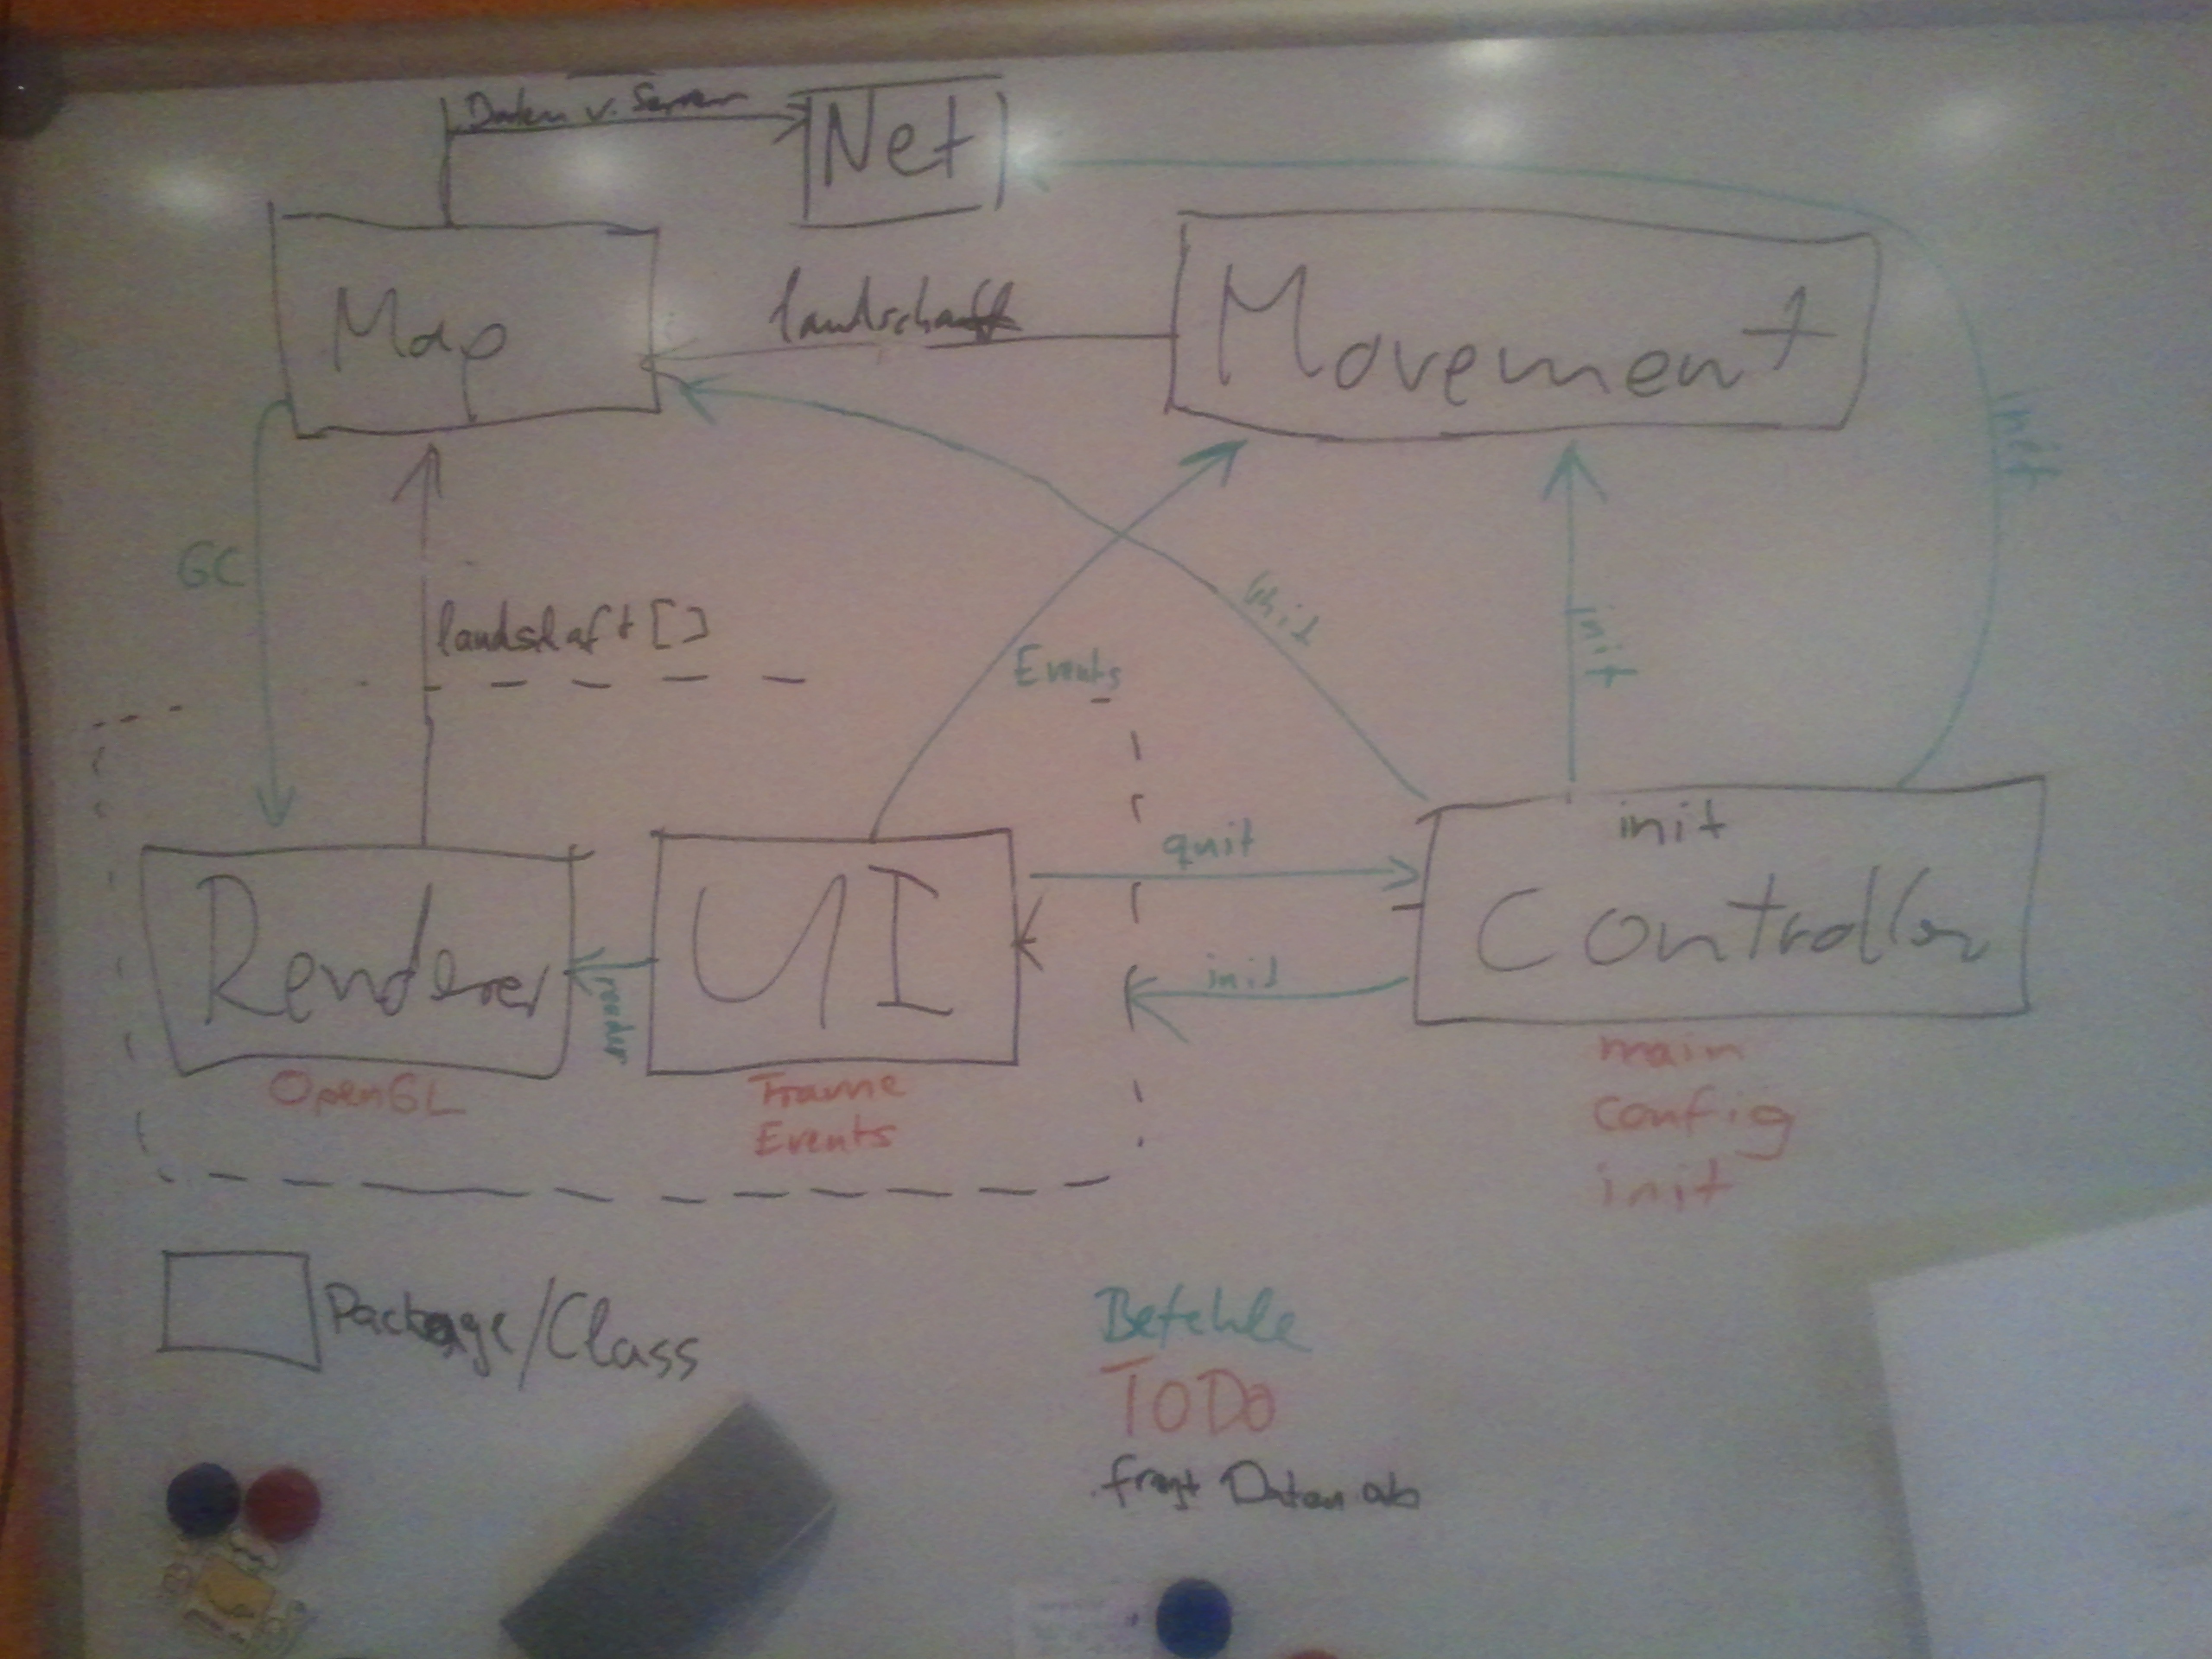 Daten v. Server
Net
Map
landschaft
Movement
init
GC
landshaft []
Events
init
init
init
quit
Renderer
UI
Controller
render
init
OpenGL
Frame
Events
main
config
init
Package/Class
Befehle
ToDo
fragt Daten ab